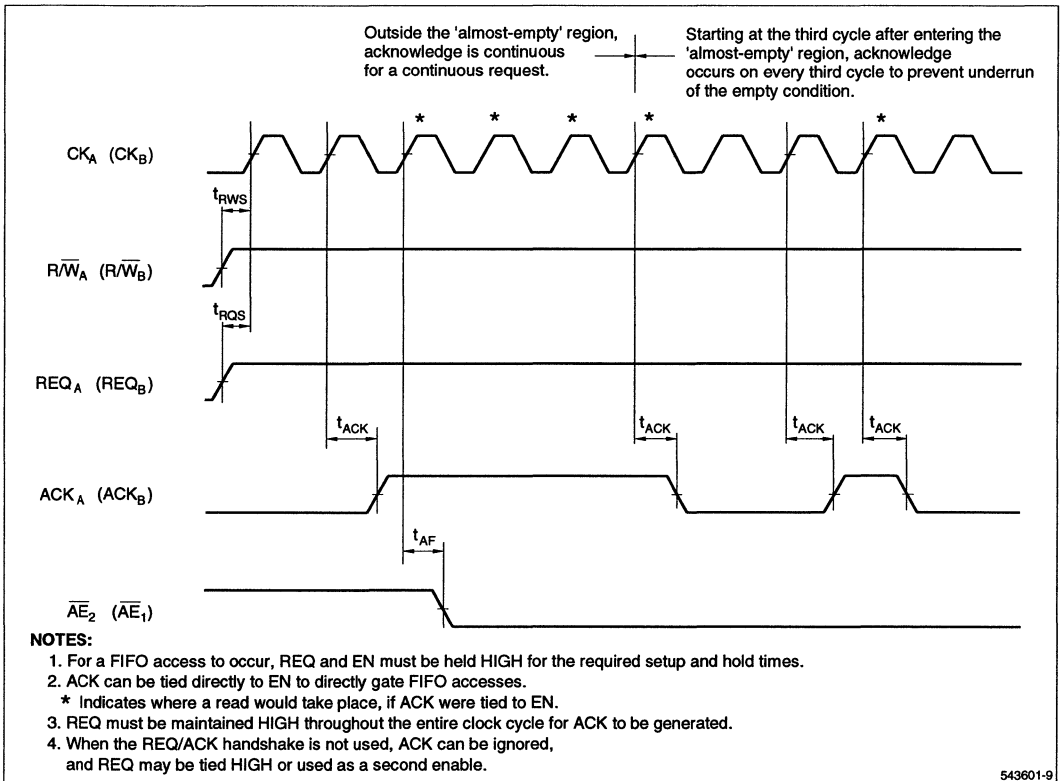 Outside the 'almost-empty' region,
acknowledge is continuous
for a continuous request.
Starting at the third cycle after entering the
'almost-empty' region, acknowledge
occurs on every third cycle to prevent underrun
of the empty condition.
* * * * *
CKA (CKB)
tRWS
R/W̅A (R/W̅B)
tRQS
REQA (REQB)
tACK tACK tACK tACK
ACKA (ACKB)
tAF
A̅E̅2 (A̅E̅1)
NOTES:
1. For a FIFO access to occur, REQ and EN must be held HIGH for the required setup and hold times.
2. ACK can be tied directly to EN to directly gate FIFO accesses.
* Indicates where a read would take place, if ACK were tied to EN.
3. REQ must be maintained HIGH throughout the entire clock cycle for ACK to be generated.
4. When the REQ/ACK handshake is not used, ACK can be ignored,
and REQ may be tied HIGH or used as a second enable.
543601-9